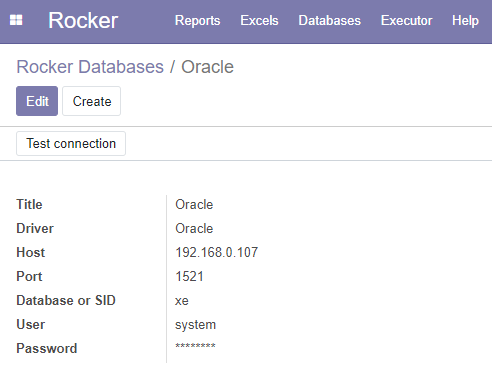 Rocker Reports Excels Databases Executor Help
Rocker Databases / Oracle
Edit Create
Test connection
Title Oracle
Driver Oracle
Host 192.168.0.107
Port 1521
Database or SID xe
User system
Password ********